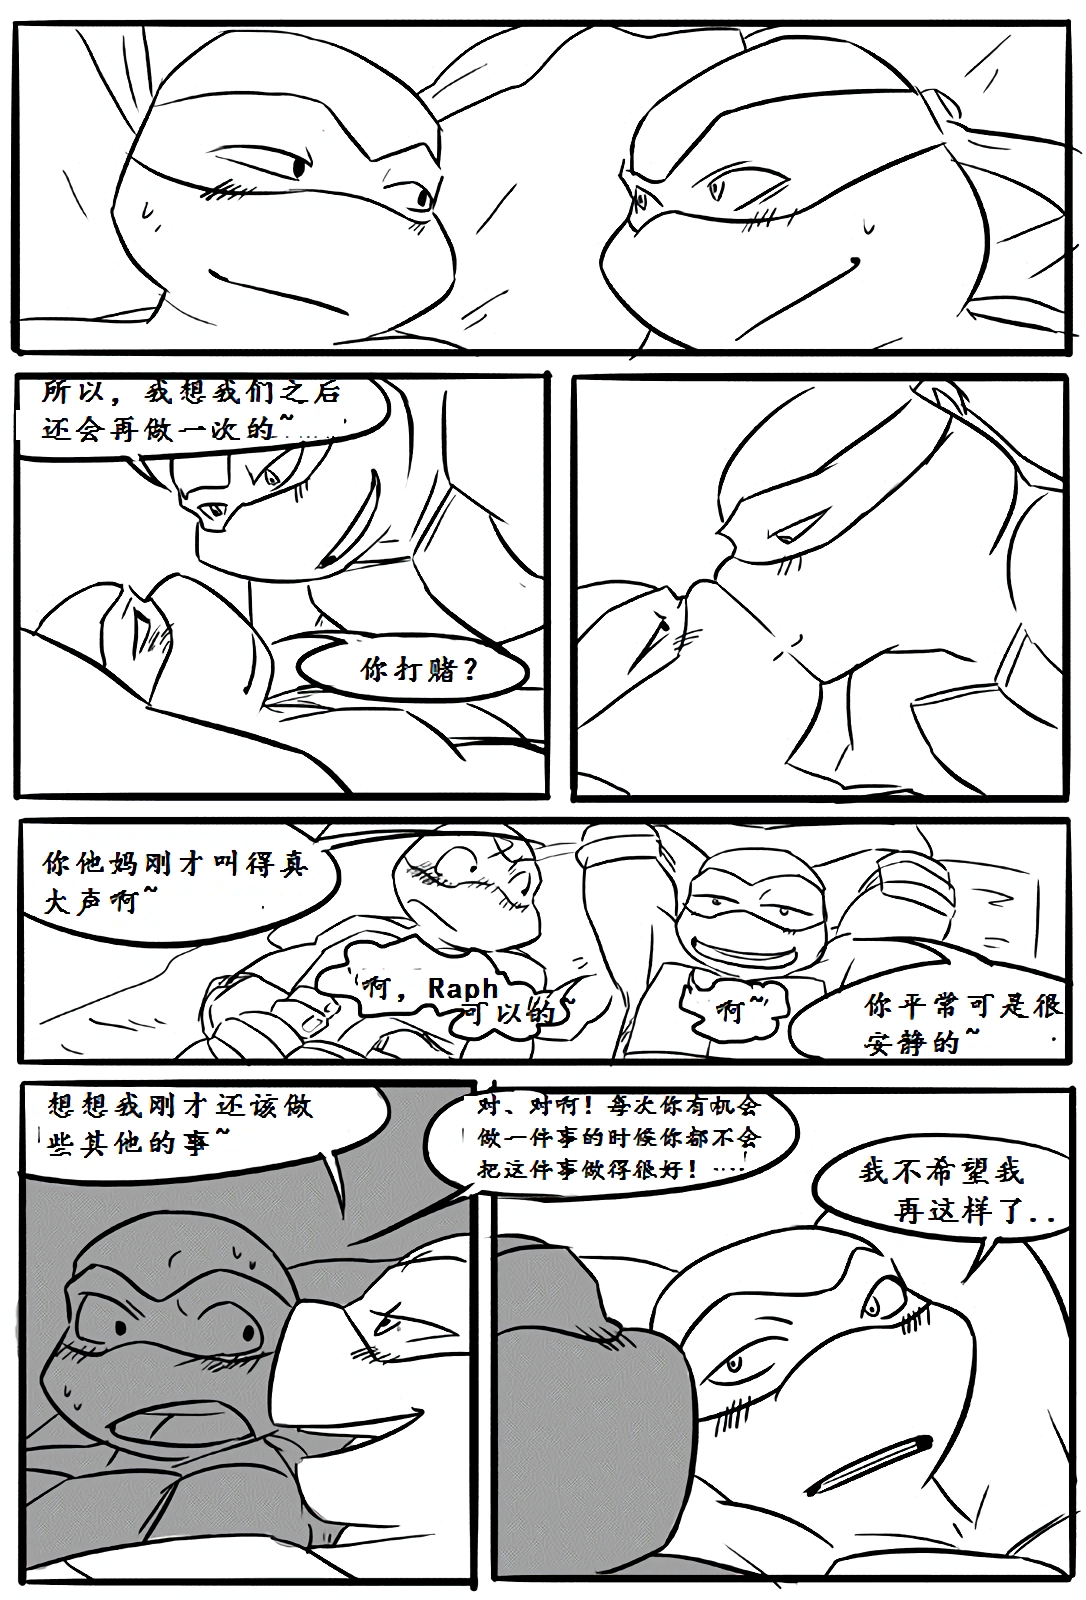 所以，我想我们之后
还会再做一次的~......
你打赌？
你他妈刚才叫得真
大声啊~
啊，Raph
可以的~
啊~
你平常可是很
安静的~
想想我刚才还该做
些其他的事~
对、对啊！每次你有机会
做一件事的时候你都不会
把这件事做得很好！....
我不希望我
再这样了..